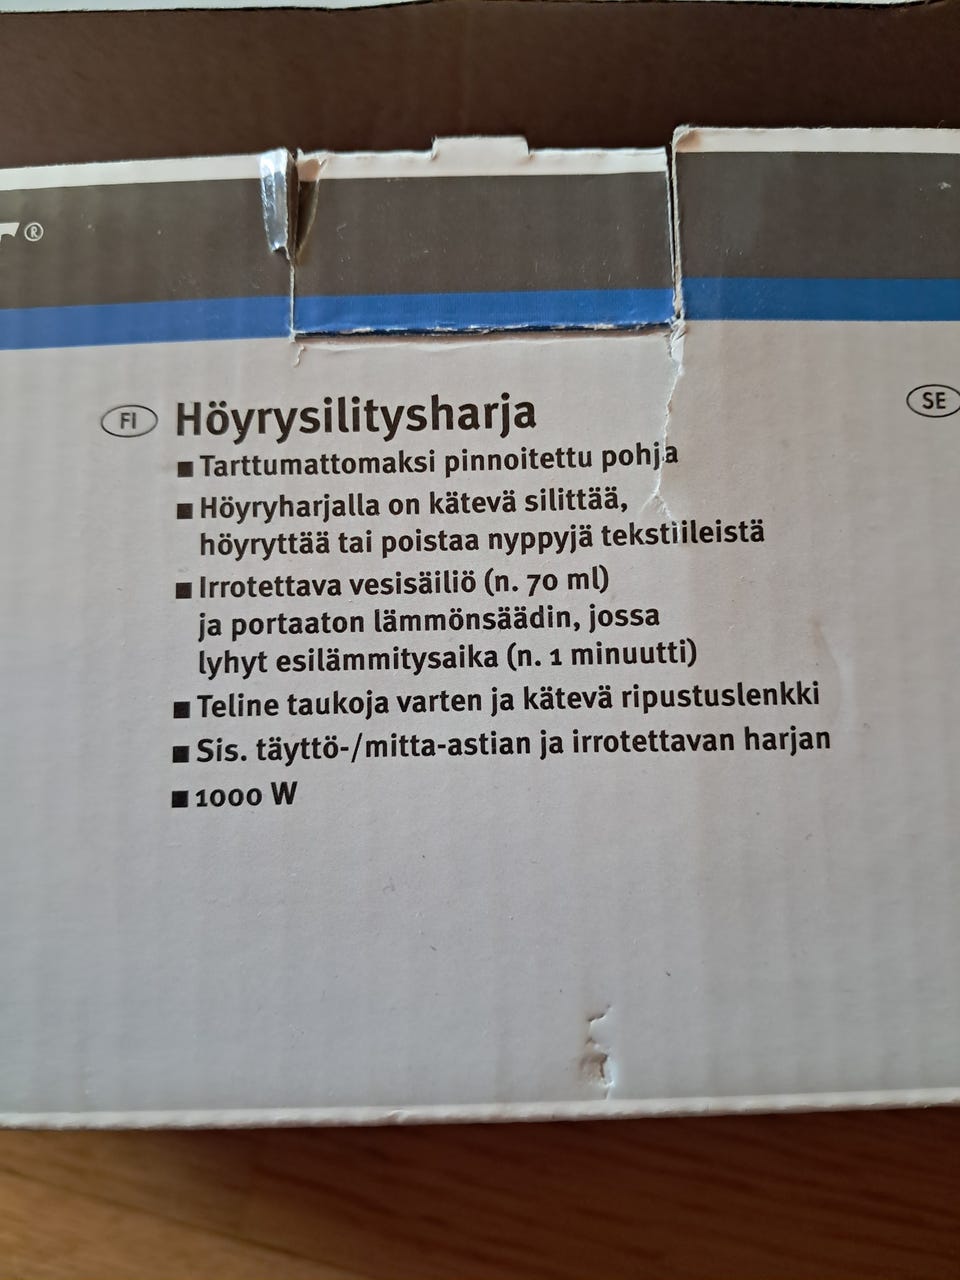 ®
FI Höyrysilitysharja
■ Tarttumattomaksi pinnoitettu pohja
■ Höyryharjalla on kätevä silittää,
höyryttää tai poistaa nyppyjä tekstiileistä
■ Irrotettava vesisäiliö (n. 70 ml)
ja portaaton lämmönsäädin, jossa
lyhyt esilämmitysaika (n. 1 minuutti)
■ Teline taukoja varten ja kätevä ripustuslenkki
■ Sis. täyttö-/mitta-astian ja irrotettavan harjan
■ 1000 W
SE